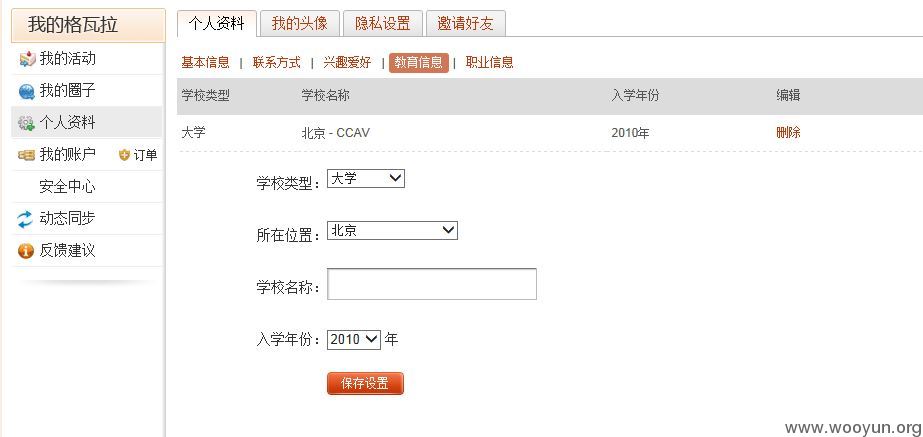 我的格瓦拉
我的活动
我的圈子
个人资料
我的账户 订单
安全中心
动态同步
反馈建议
个人资料 我的头像 隐私设置 邀请好友
基本信息 | 联系方式 | 兴趣爱好 | 教育信息 | 职业信息
学校类型 学校名称 入学年份 编辑
大学 北京 - CCAV 2010年 删除
学校类型： 大学
所在位置： 北京
学校名称：
入学年份： 2010 年
保存设置
www.wooyun.org